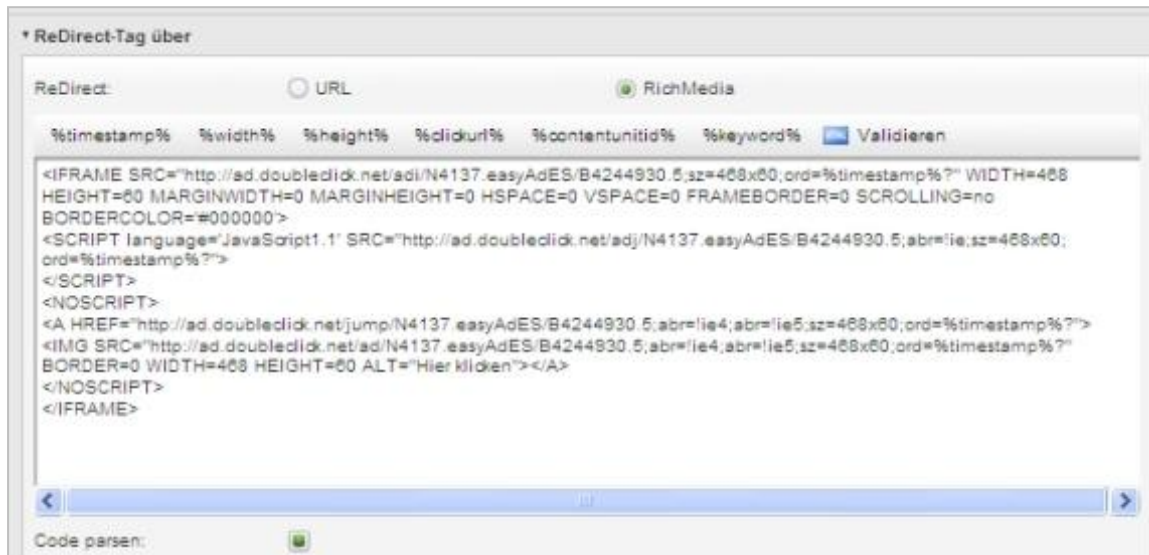 * ReDirect-Tag über
ReDirect: URL RichMedia
%timestamp% %width% %height% %clickurl% %contentunitid% %keyword% Validieren
<IFRAME SRC="http://ad.doubleclick.net/adi/N4137.easyAdES/B4244930.5;sz=468x60;ord=%timestamp%?" WIDTH=468
HEIGHT=60 MARGINWIDTH=0 MARGINHEIGHT=0 HSPACE=0 VSPACE=0 FRAMEBORDER=0 SCROLLING=no
BORDERCOLOR='#000000'>
<SCRIPT language='JavaScript1.1' SRC="http://ad.doubleclick.net/adj/N4137.easyAdES/B4244930.5;abr=!ie;sz=468x60;
ord=%timestamp%?">
</SCRIPT>
<NOSCRIPT>
<A HREF="http://ad.doubleclick.net/jump/N4137.easyAdES/B4244930.5;abr=!ie4;abr=!ie5;sz=468x60;ord=%timestamp%?">
<IMG SRC="http://ad.doubleclick.net/ad/N4137.easyAdES/B4244930.5;abr=!ie4;abr=!ie5;sz=468x60;ord=%timestamp%?"
BORDER=0 WIDTH=468 HEIGHT=60 ALT="Hier klicken"></A>
</NOSCRIPT>
</IFRAME>
Code parsen: